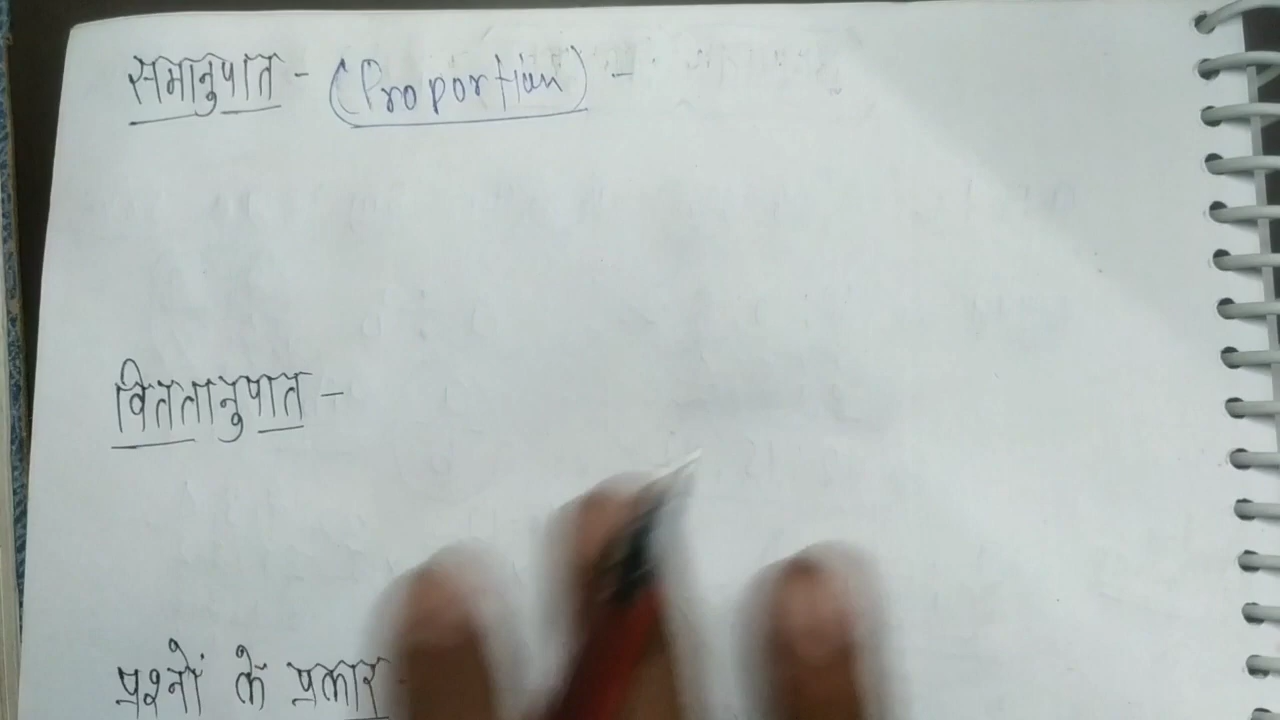 समानुपात - (Proportion) -
विततानुपात -
प्रश्नों के प्रकार